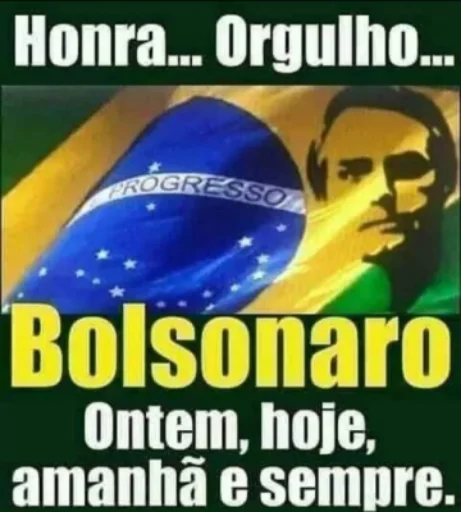 Honra... Orgulho...
PROGRESSO
Bolsonaro
Ontem, hoje,
amanhã e sempre.